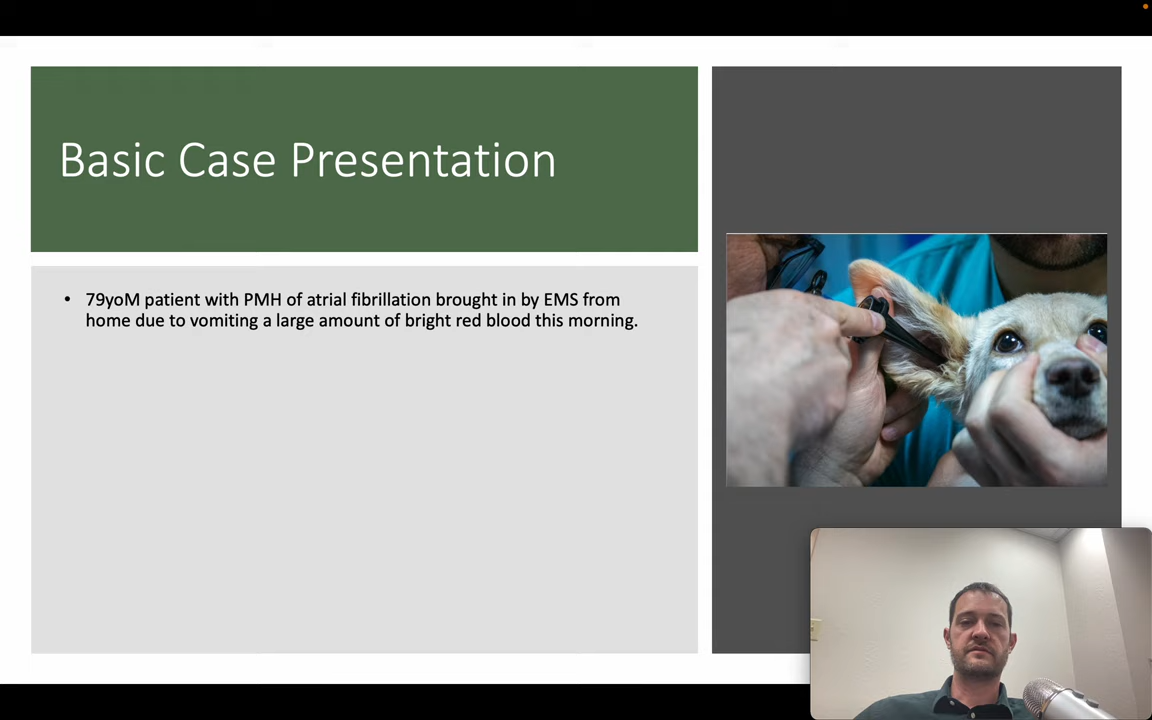 Basic Case Presentation
• 79yoM patient with PMH of atrial fibrillation brought in by EMS from
home due to vomiting a large amount of bright red blood this morning.